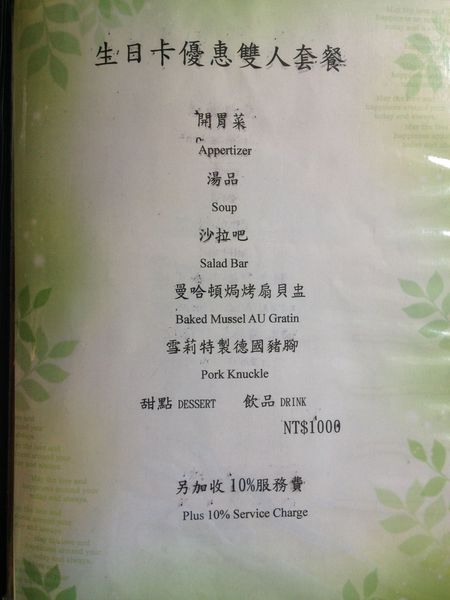 生日卡優惠雙人套餐
開胃菜
Appertizer
湯品
Soup
沙拉吧
Salad Bar
曼哈頓焗烤扇貝盅
Baked Mussel AU Gratin
雪莉特製德國豬腳
Pork Knuckle
甜點 DESSERT 飲品 DRINK
NT$1000
另加收 10%服務費
Plus 10% Service Charge